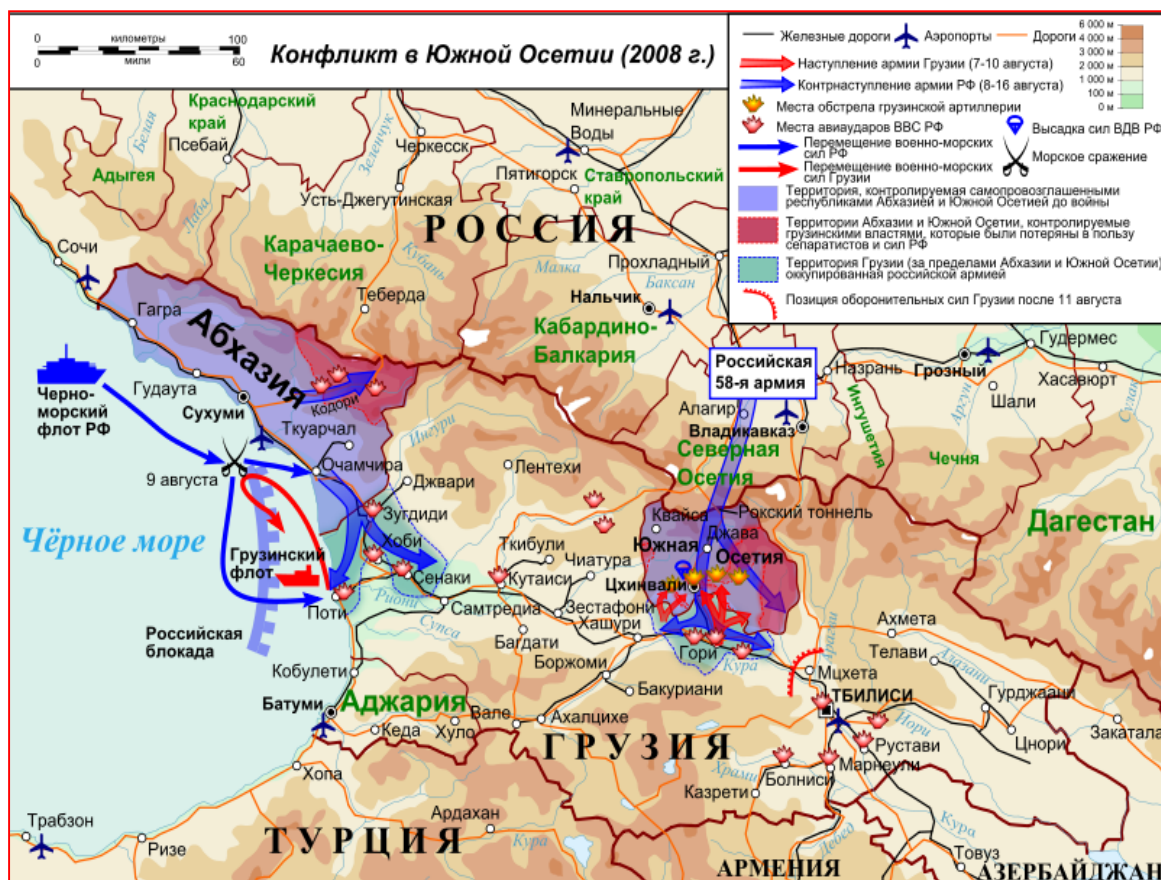 километры
0 100
0 60
мили
Конфликт в Южной Осетии (2008 г.)
Железные дороги
Аэропорты
Дороги
Наступление армии Грузии (7-10 августа)
Контрнаступление армии РФ (8-16 августа)
Места обстрела грузинской артиллерии
Места авиаударов ВВС РФ
Высадка сил ВДВ РФ
Перемещение военно-морских
сил РФ
Перемещение военно-морских
сил Грузии
Морское сражение
Территория, контролируемая самопровозглашенными
республиками Абхазией и Южной Осетией до войны
Территории Абхазии и Южной Осетии, контролируемые
грузинскими властями, которые были потеряны в пользу
сепаратистов и сил РФ
Территория Грузии (за пределами Абхазии и Южной Осетии)
оккупированная российской армией
Позиция оборонительных сил Грузии после 11 августа
6 000 м
4 000 м
3 000 м
2 000 м
1 000 м
100 м
0 м
Краснодарский
край
Псебай
Белая
Адыгея
Лаба
Зеленчук
Черкесск
Минеральные
Воды
Пятигорск
Ставропольский
край
Усть-Джегутинская
РОССИЯ
Сочи
Карачаево-
Черкесия
Кубань
Теберда
Малка
Баксан
Прохладный
Нальчик
Кабардино-
Балкария
Гагра
Абхазия
Гудаута
Сухуми
Кодори
Ткуарчал
Черно-
морский
флот РФ
9 августа
Очамчира
Ингури
Джвари
Зугдиди
Лентехи
Российская
58-я армия
Назрань
Алагир
Владикавказ
Северная
Осетия
Ингушетия
Грозный
Гудермес
Хасавюрт
Шали
Аргун
Сулак
Чечня
Дагестан
Чёрное море
Грузинский
флот
Российская
блокада
Хоби
Сенаки
Поти
Риони
Супса
Самтредиа
Ткибули
Чиатура
Кутаиси
Зестафони
Хашури
Багдати
Боржоми
Бакуриани
Квайса
Рокский тоннель
Джава
Южная
Осетия
Цхинвали
Гори
Кура
Арагви
Мцхета
ТБИЛИСИ
Ахмета
Телави
Алазани
Гурджаани
Иори
Рустави
Цнори
Закатала
Марнеули
Болниси
Храми
Казрети
Кобулети
Батуми
Аджария
Кеда
Хуло
Вале
Ахалцихе
ГРУЗИЯ
Хопа
Трабзон
Ризе
Ардахан
Кура
ТУРЦИЯ
АРМЕНИЯ
Дебед
Кура
Товуз
АЗЕРБАЙДЖАН